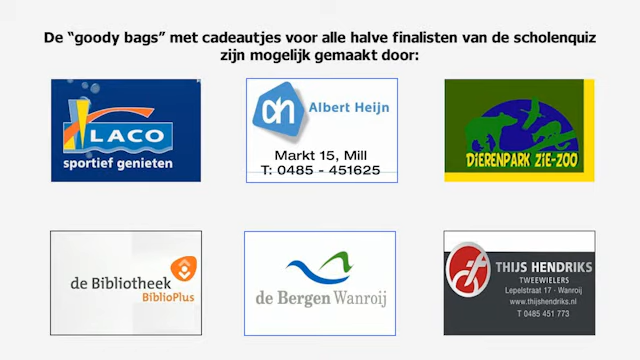 De “goody bags” met cadeautjes voor alle halve finalisten van de scholenquiz
zijn mogelijk gemaakt door:
LACO
sportief genieten
Albert Heijn
Markt 15, Mill
T: 0485 - 451625
DIERENPARK ZIE-ZOO
de Bibliotheek
BiblioPlus
de Bergen Wanroij
THIJS HENDRIKS
TWEEWIELERS
Lepelstraat 17 · Wanroij
www.thijshendriks.nl
T 0485 451 773